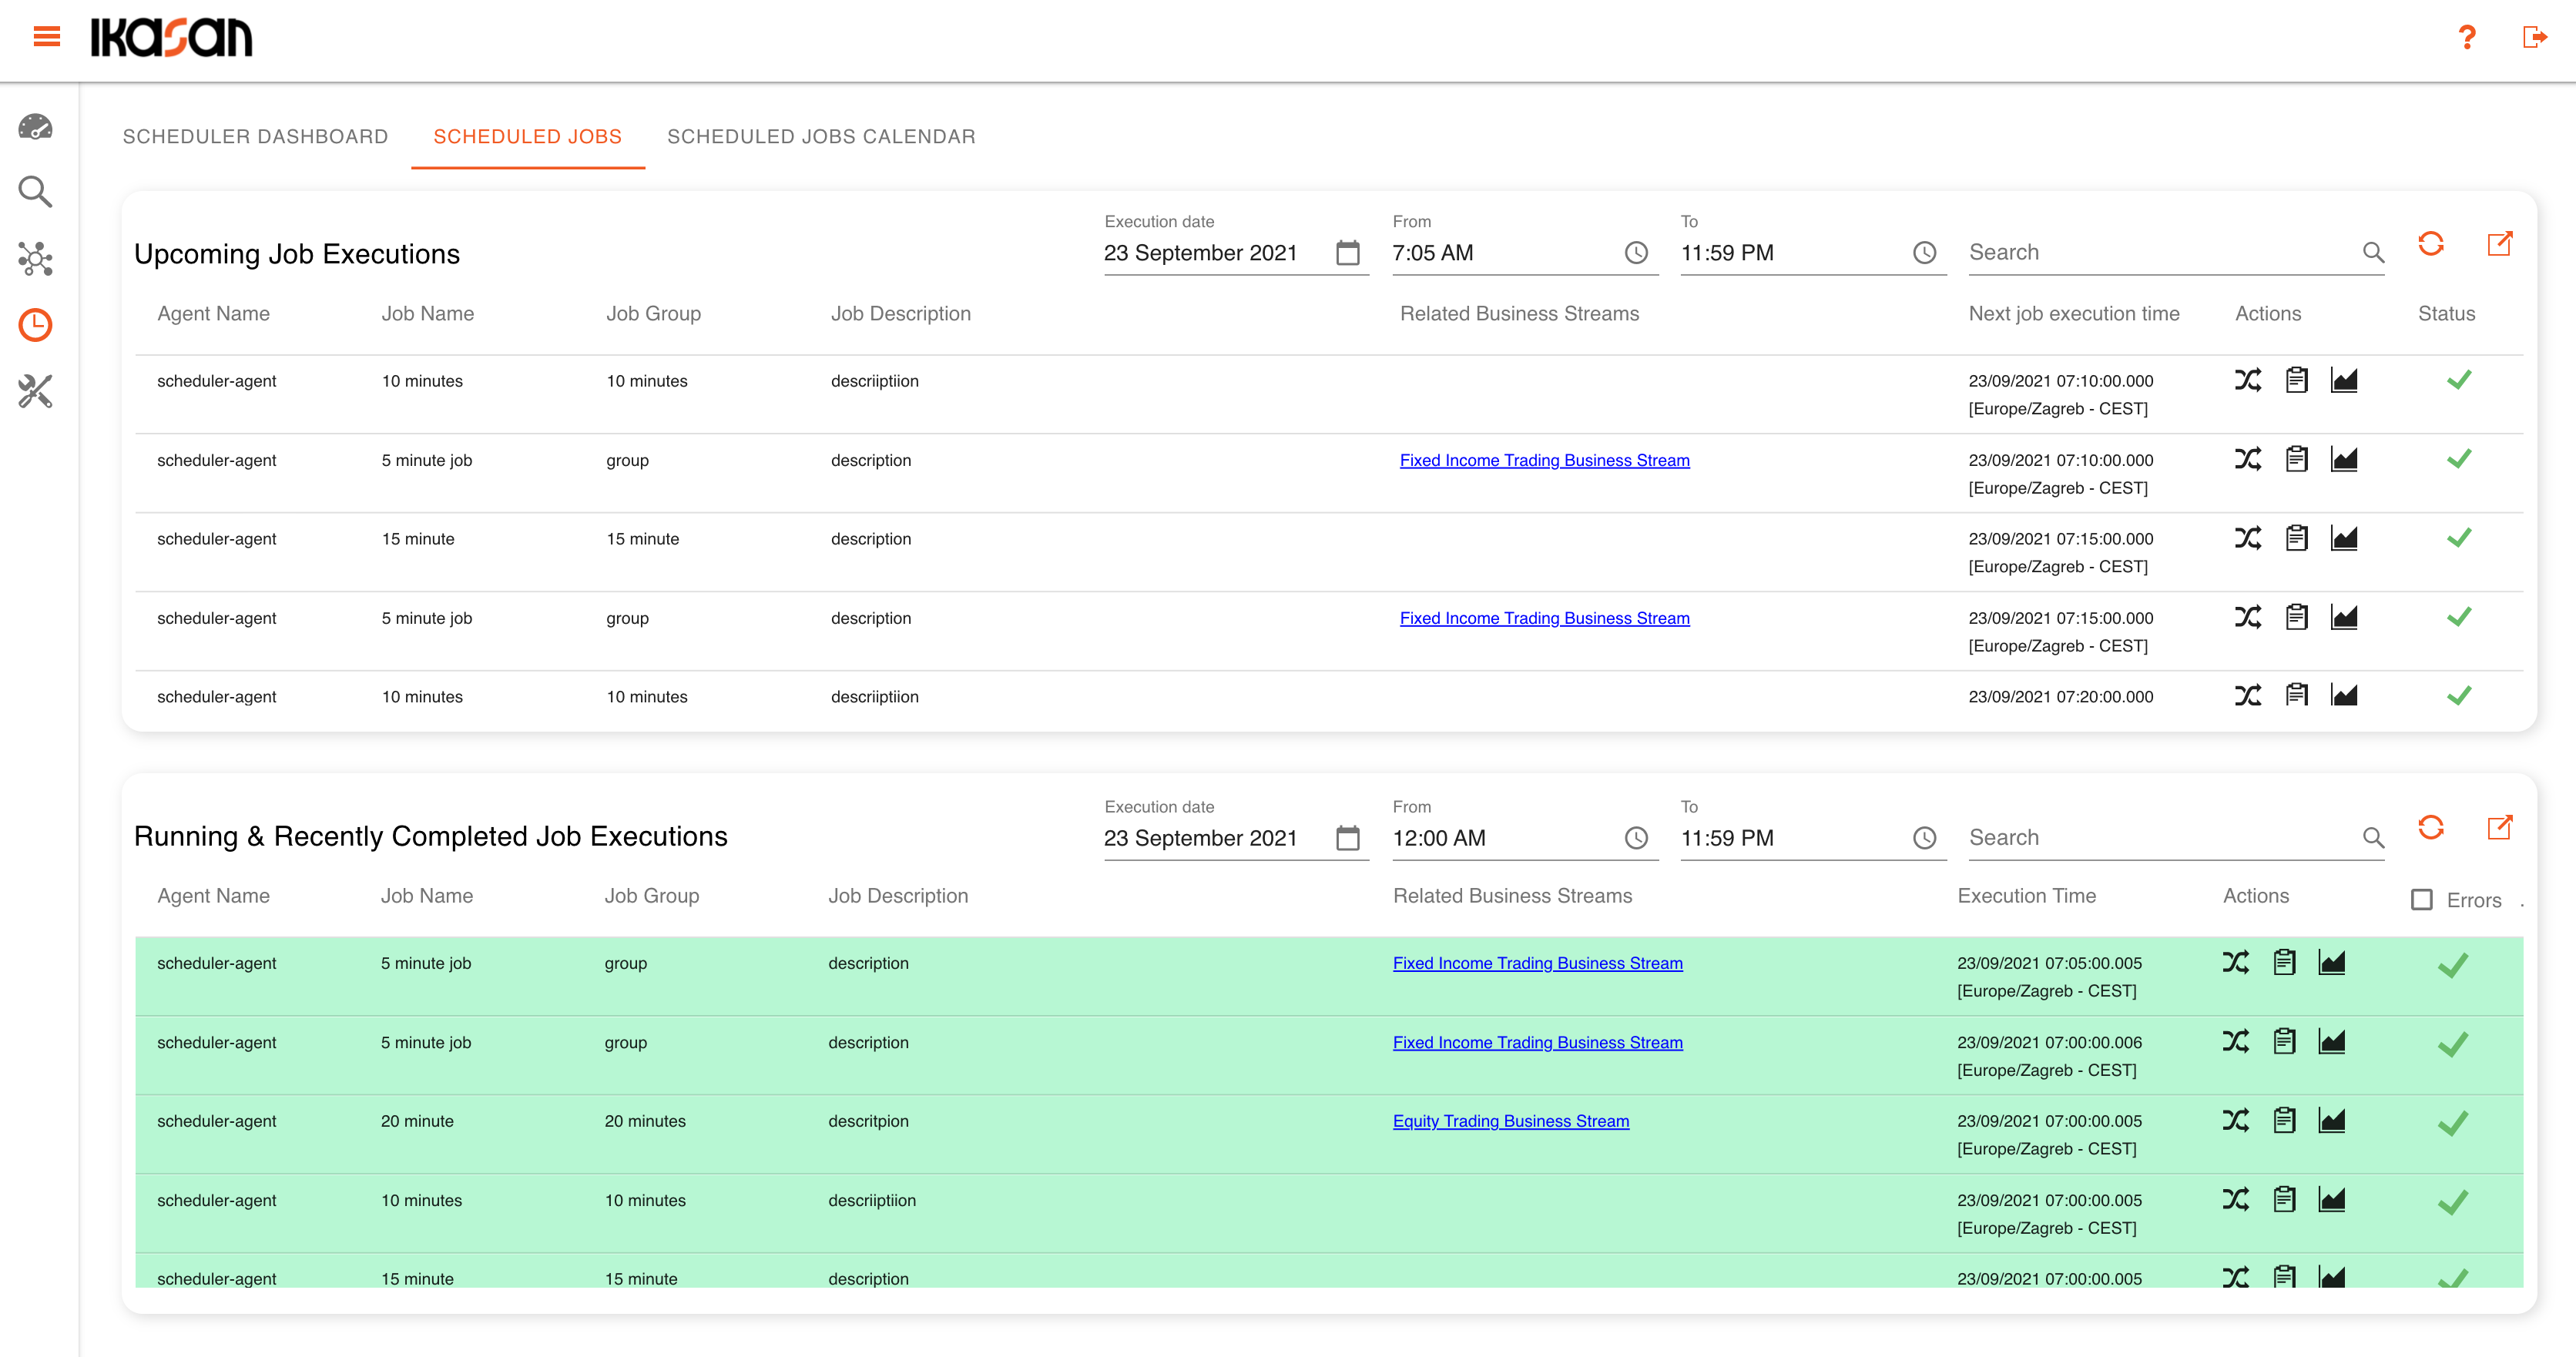 IKasan
?
SCHEDULER DASHBOARD SCHEDULED JOBS SCHEDULED JOBS CALENDAR
Upcoming Job Executions
Execution date From To
23 September 2021 7:05 AM 11:59 PM Search
Agent Name Job Name Job Group Job Description Related Business Streams Next job execution time Actions Status
scheduler-agent 10 minutes 10 minutes descriiptiion 23/09/2021 07:10:00.000
[Europe/Zagreb - CEST]
scheduler-agent 5 minute job group description Fixed Income Trading Business Stream 23/09/2021 07:10:00.000
[Europe/Zagreb - CEST]
scheduler-agent 15 minute 15 minute description 23/09/2021 07:15:00.000
[Europe/Zagreb - CEST]
scheduler-agent 5 minute job group description Fixed Income Trading Business Stream 23/09/2021 07:15:00.000
[Europe/Zagreb - CEST]
scheduler-agent 10 minutes 10 minutes descriiptiion 23/09/2021 07:20:00.000
Running & Recently Completed Job Executions
Execution date From To
23 September 2021 12:00 AM 11:59 PM Search
Agent Name Job Name Job Group Job Description Related Business Streams Execution Time Actions Errors .
scheduler-agent 5 minute job group description Fixed Income Trading Business Stream 23/09/2021 07:05:00.005
[Europe/Zagreb - CEST]
scheduler-agent 5 minute job group description Fixed Income Trading Business Stream 23/09/2021 07:00:00.006
[Europe/Zagreb - CEST]
scheduler-agent 20 minute 20 minutes descritpion Equity Trading Business Stream 23/09/2021 07:00:00.005
[Europe/Zagreb - CEST]
scheduler-agent 10 minutes 10 minutes descriiptiion 23/09/2021 07:00:00.005
[Europe/Zagreb - CEST]
scheduler-agent 15 minute 15 minute description 23/09/2021 07:00:00.005